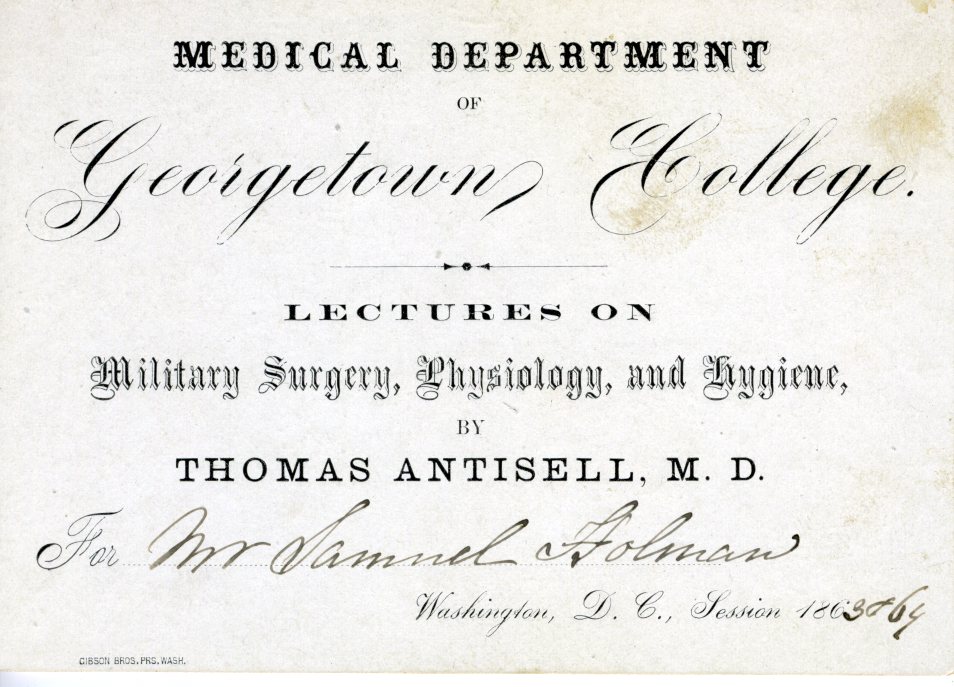 MEDICAL DEPARTMENT
OF
Georgetown College.
LECTURES ON
Military Surgery, Physiology, and Hygiene,
BY
THOMAS ANTISELL, M. D.
For Mr Samuel Holman
Washington, D. C., Session 1863 & 64
GIBSON BROS. PRS. WASH.